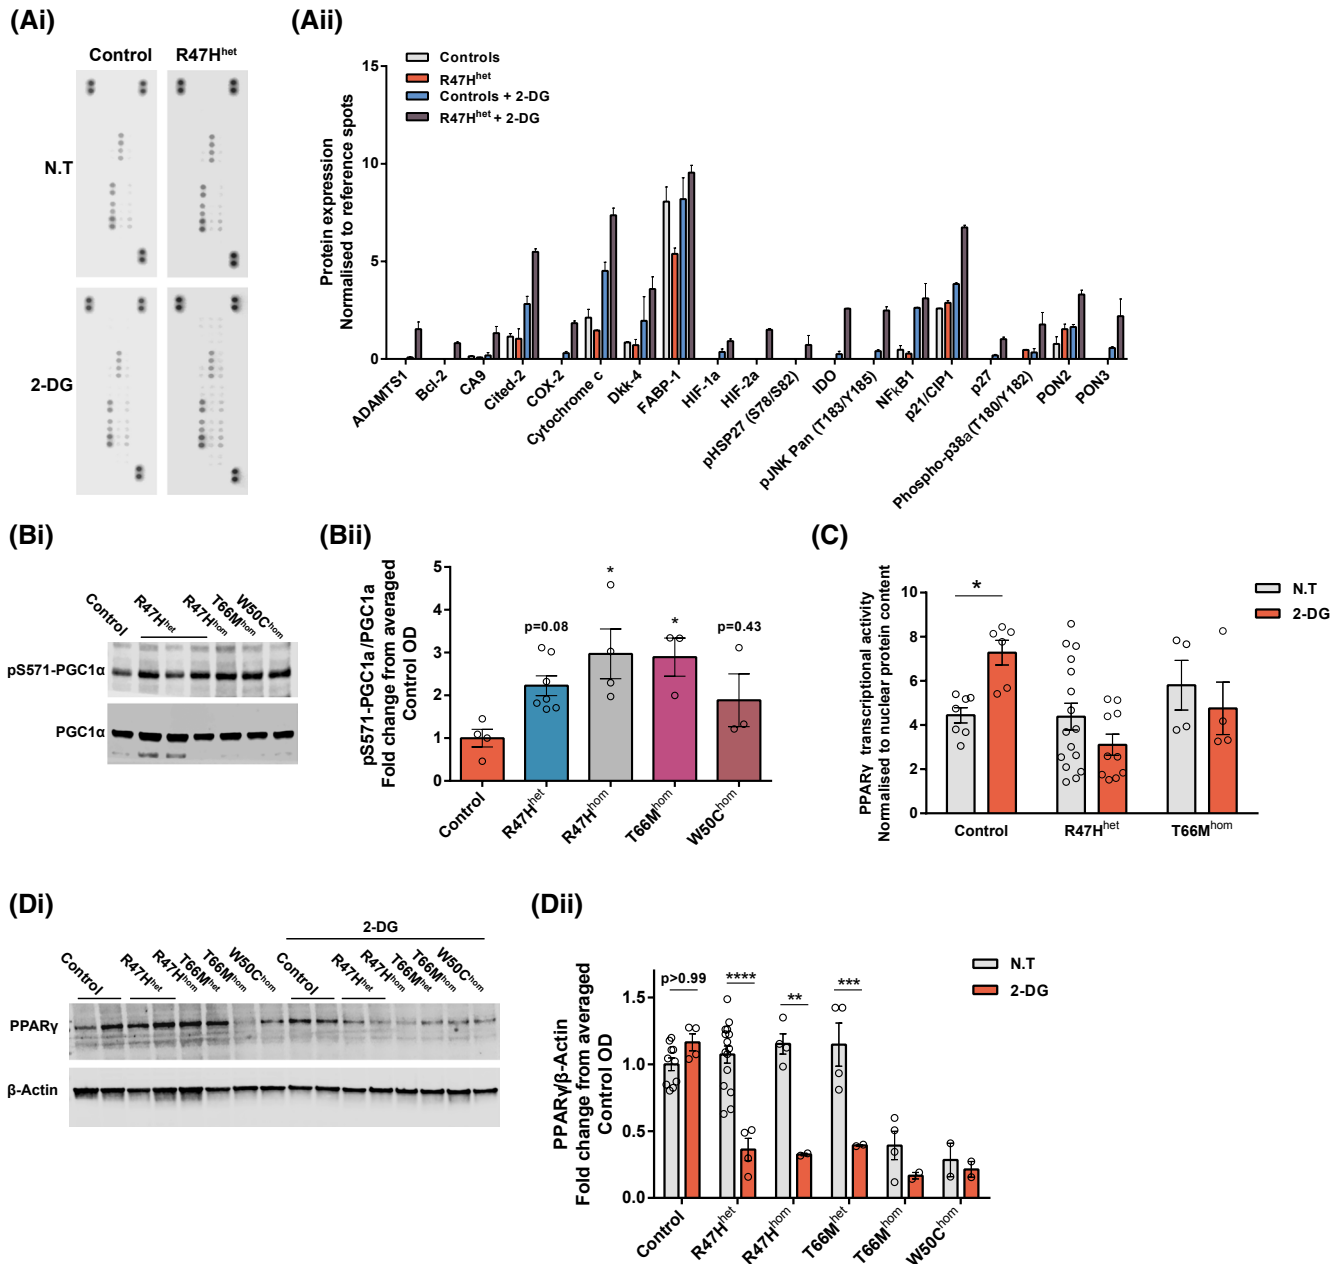 (Ai)
Control
R47Hhet
N.T
2-DG
(Aii)
Controls
R47Hhet
Controls + 2-DG
R47Hhet + 2-DG
Protein expression
Normalised to reference spots
15
10
5
0
ADAMTS1
Bcl-2
CA9
Cited-2
COX-2
Cytochrome c
Dkk-4
FABP-1
HIF-1a
HIF-2a
pHSP27 (S78/S82)
IDO
pJNK Pan (T183/Y185)
NFκB1
p21/CIP1
p27
Phospho-p38a(T180/Y182)
PON2
PON3
(Bi)
Control
R47Hhet
R47Hhom
T66Mhom
W50Chom
pS571-PGC1α
PGC1α
(Bii)
pS571-PGC1a/PGC1a
Fold change from averaged
Control OD
5
4
3
2
1
0
p=0.08
*
*
p=0.43
Control
R47Hhet
R47Hhom
T66Mhom
W50Chom
(C)
PPARγ transcriptional activity
Normalised to nuclear protein content
10
8
6
4
2
0
*
N.T
2-DG
Control
R47Hhet
T66Mhom
(Di)
2-DG
Control
R47Hhet
R47Hhom
T66Mhet
T66Mhom
W50Chom
Control
R47Hhet
R47Hhom
T66Mhet
T66Mhom
W50Chom
PPARγ
β-Actin
(Dii)
PPARγ/β-Actin
Fold change from averaged
Control OD
1.5
1.0
0.5
0.0
p>0.99
****
**
***
N.T
2-DG
Control
R47Hhet
R47Hhom
T66Mhet
T66Mhom
W50Chom